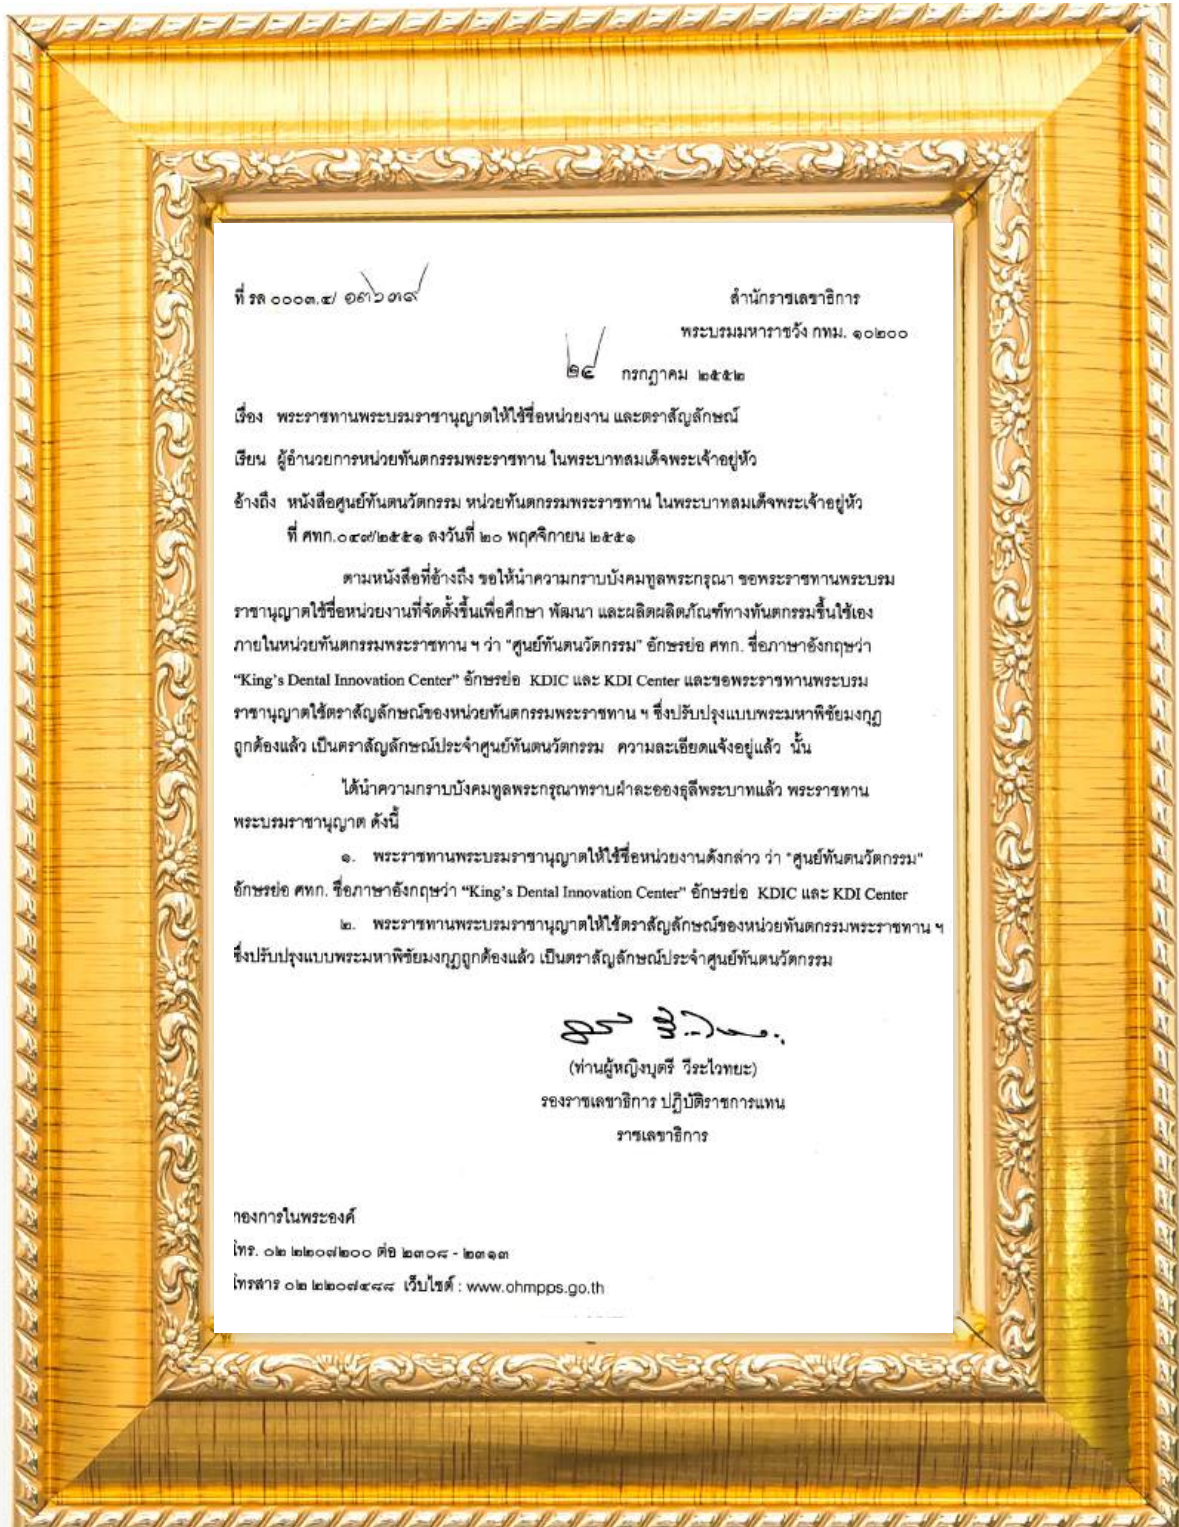 ที่ รล ๐๐๐๓.๔/ ๑๓๖๓๙
สำนักราชเลขาธิการ
พระบรมมหาราชวัง กทม. ๑๐๒๐๐
๒๔ กรกฎาคม ๒๕๕๒
เรื่อง พระราชทานพระบรมราชานุญาตให้ใช้ชื่อหน่วยงาน และตราสัญลักษณ์
เรียน ผู้อำนวยการหน่วยทันตกรรมพระราชทาน ในพระบาทสมเด็จพระเจ้าอยู่หัว
อ้างถึง หนังสือศูนย์ทันตนวัตกรรม หน่วยทันตกรรมพระราชทาน ในพระบาทสมเด็จพระเจ้าอยู่หัว
ที่ ศทก.๐๔๙/๒๕๕๑ ลงวันที่ ๒๐ พฤศจิกายน ๒๕๕๑
ตามหนังสือที่อ้างถึง ขอให้นำความกราบบังคมทูลพระกรุณา ขอพระราชทานพระบรม
ราชานุญาตใช้ชื่อหน่วยงานที่จัดตั้งขึ้นเพื่อศึกษา พัฒนา และผลิตผลิตภัณฑ์ทางทันตกรรมขึ้นใช้เอง
ภายในหน่วยทันตกรรมพระราชทาน ฯ ว่า "ศูนย์ทันตนวัตกรรม" อักษรย่อ ศทก. ชื่อภาษาอังกฤษว่า
"King's Dental Innovation Center" อักษรย่อ KDIC และ KDI Center และขอพระราชทานพระบรม
ราชานุญาตใช้ตราสัญลักษณ์ของหน่วยทันตกรรมพระราชทาน ฯ ซึ่งปรับปรุงแบบพระมหาพิชัยมงกุฎ
ถูกต้องแล้ว เป็นตราสัญลักษณ์ประจำศูนย์ทันตนวัตกรรม ความละเอียดแจ้งอยู่แล้ว นั้น
ได้นำความกราบบังคมทูลพระกรุณาทราบฝ่าละอองธุลีพระบาทแล้ว พระราชทาน
พระบรมราชานุญาต ดังนี้
๑. พระราชทานพระบรมราชานุญาตให้ใช้ชื่อหน่วยงานดังกล่าว ว่า "ศูนย์ทันตนวัตกรรม"
อักษรย่อ ศทก. ชื่อภาษาอังกฤษว่า "King's Dental Innovation Center" อักษรย่อ KDIC และ KDI Center
๒. พระราชทานพระบรมราชานุญาตให้ใช้ตราสัญลักษณ์ของหน่วยทันตกรรมพระราชทาน ฯ
ซึ่งปรับปรุงแบบพระมหาพิชัยมงกุฎถูกต้องแล้ว เป็นตราสัญลักษณ์ประจำศูนย์ทันตนวัตกรรม
(ท่านผู้หญิงบุตรี วีระไวทยะ)
รองราชเลขาธิการ ปฏิบัติราชการแทน
ราชเลขาธิการ
กองการในพระองค์
โทร. ๐๒ ๒๒๐๗๒๐๐ ต่อ ๒๓๐๘ - ๒๓๑๓
โทรสาร ๐๒ ๒๒๐๗๔๘๘ เว็บไซต์ : www.ohmpps.go.th